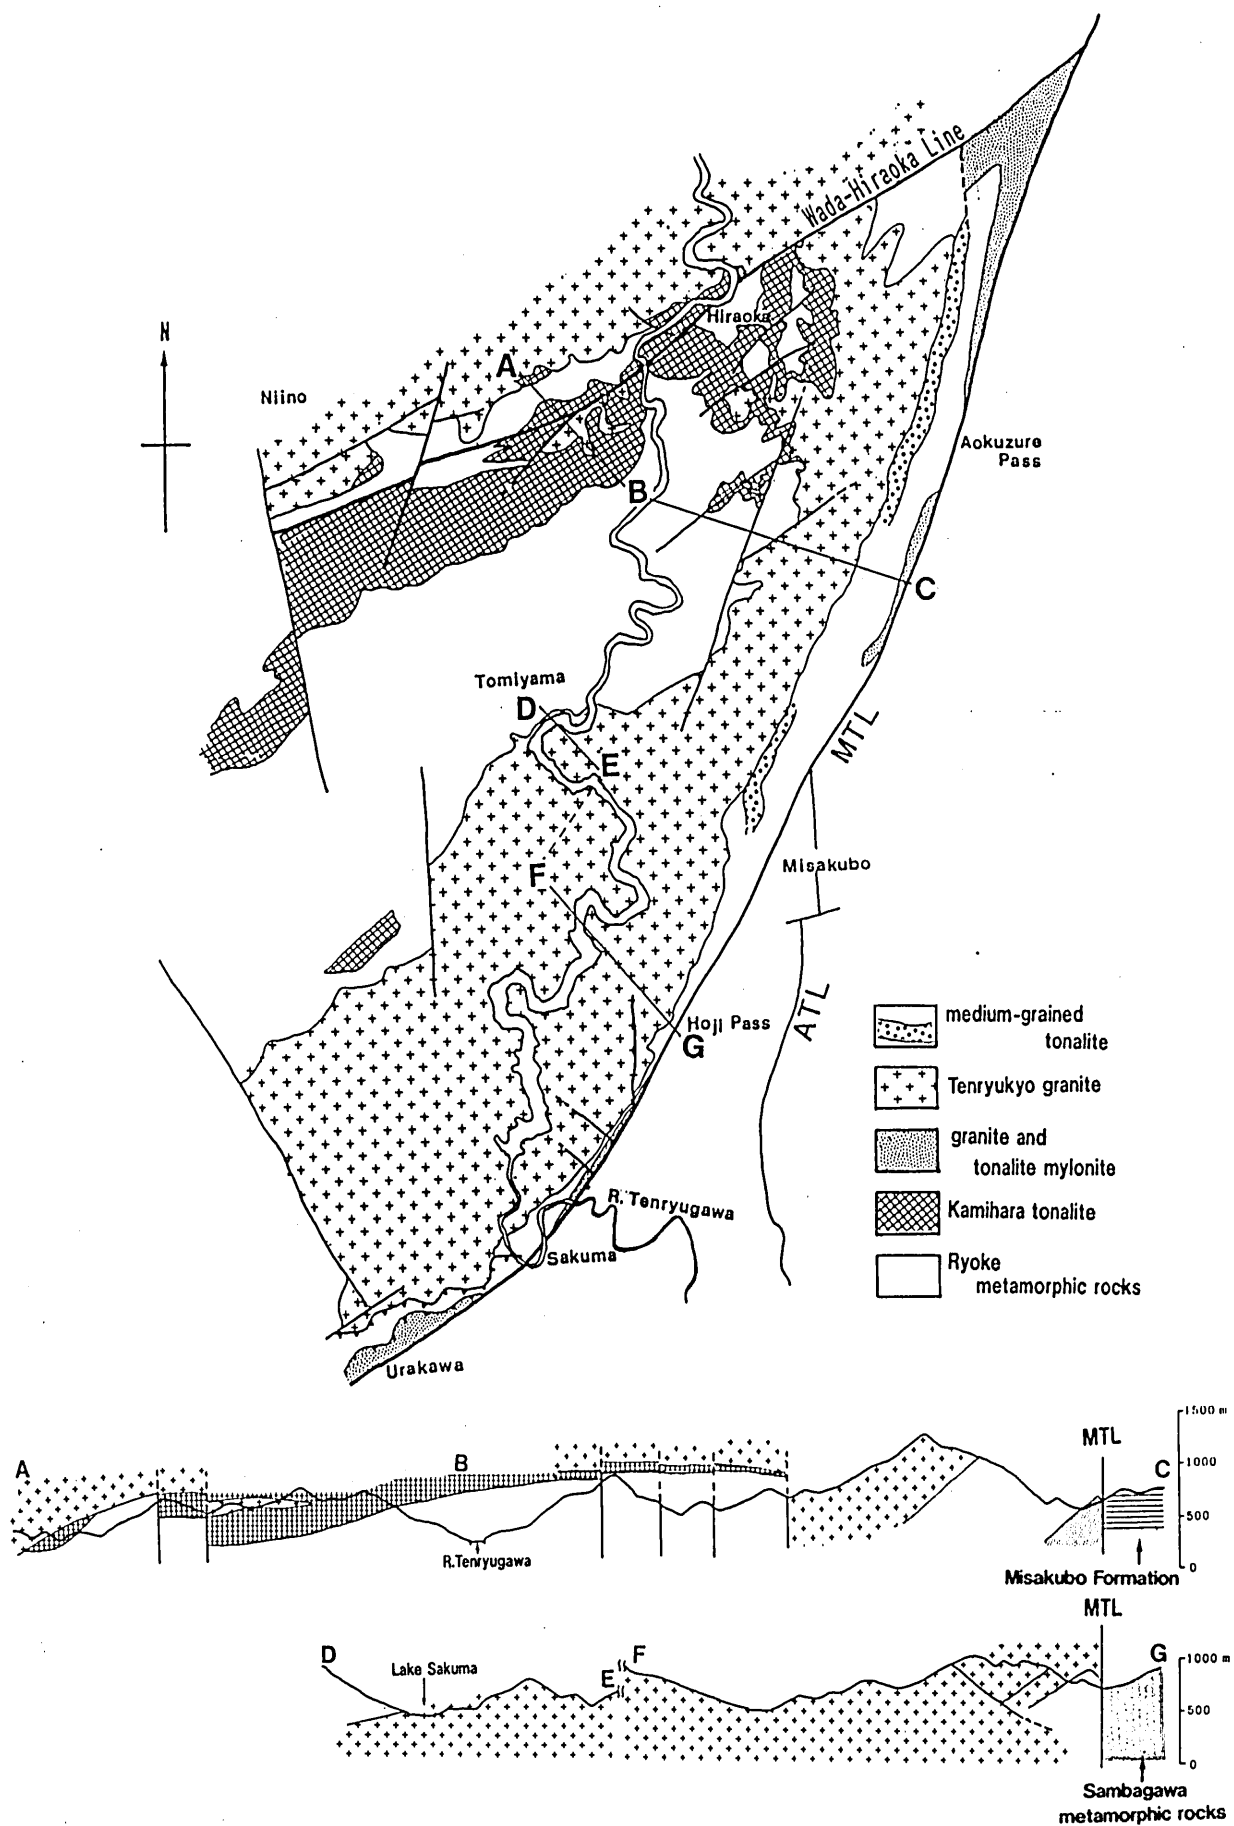 Wada-Hiraoka Line
Hiraoka
A
N
Niino
Aokuzure
Pass
B
C
Tomiyama
D
E
MTL
Misakubo
F
ATL
Hoji Pass
G
R. Tenryugawa
Sakuma
Urakawa
medium-grained
tonalite
Tenryukyo granite
granite and
tonalite mylonite
Kamihara tonalite
Ryoke
metamorphic rocks
A
B
MTL
C
1500 m
1000
500
0
R.Tenryugawa
Misakubo Formation
MTL
D
Lake Sakuma
E
F
G
1000 m
500
0
Sambagawa
metamorphic rocks